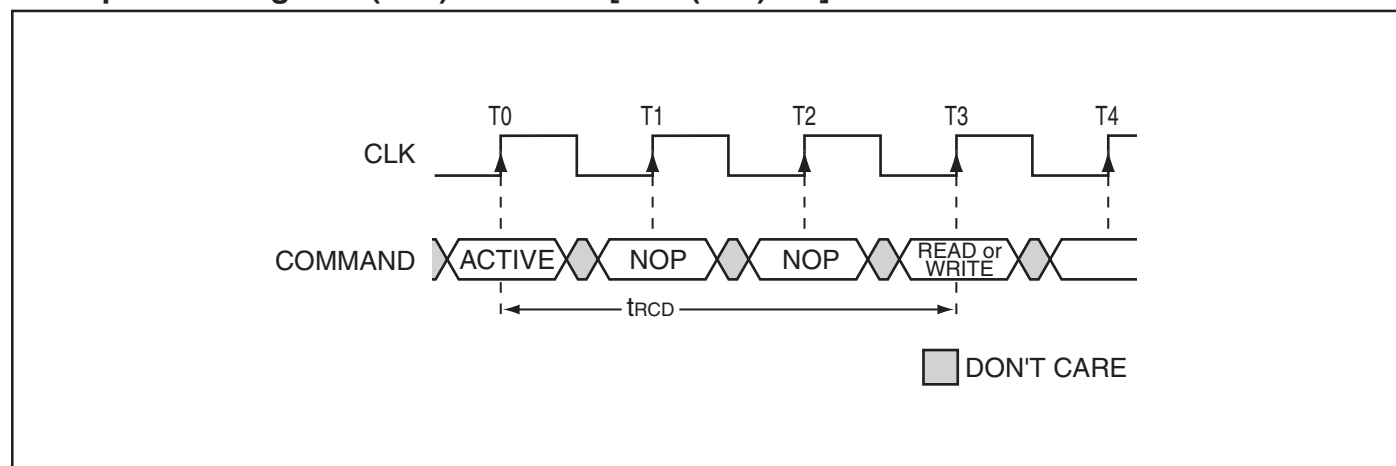 T0 T1 T2 T3 T4
CLK
COMMAND ACTIVE NOP NOP READ or
WRITE
tRCD
DON'T CARE